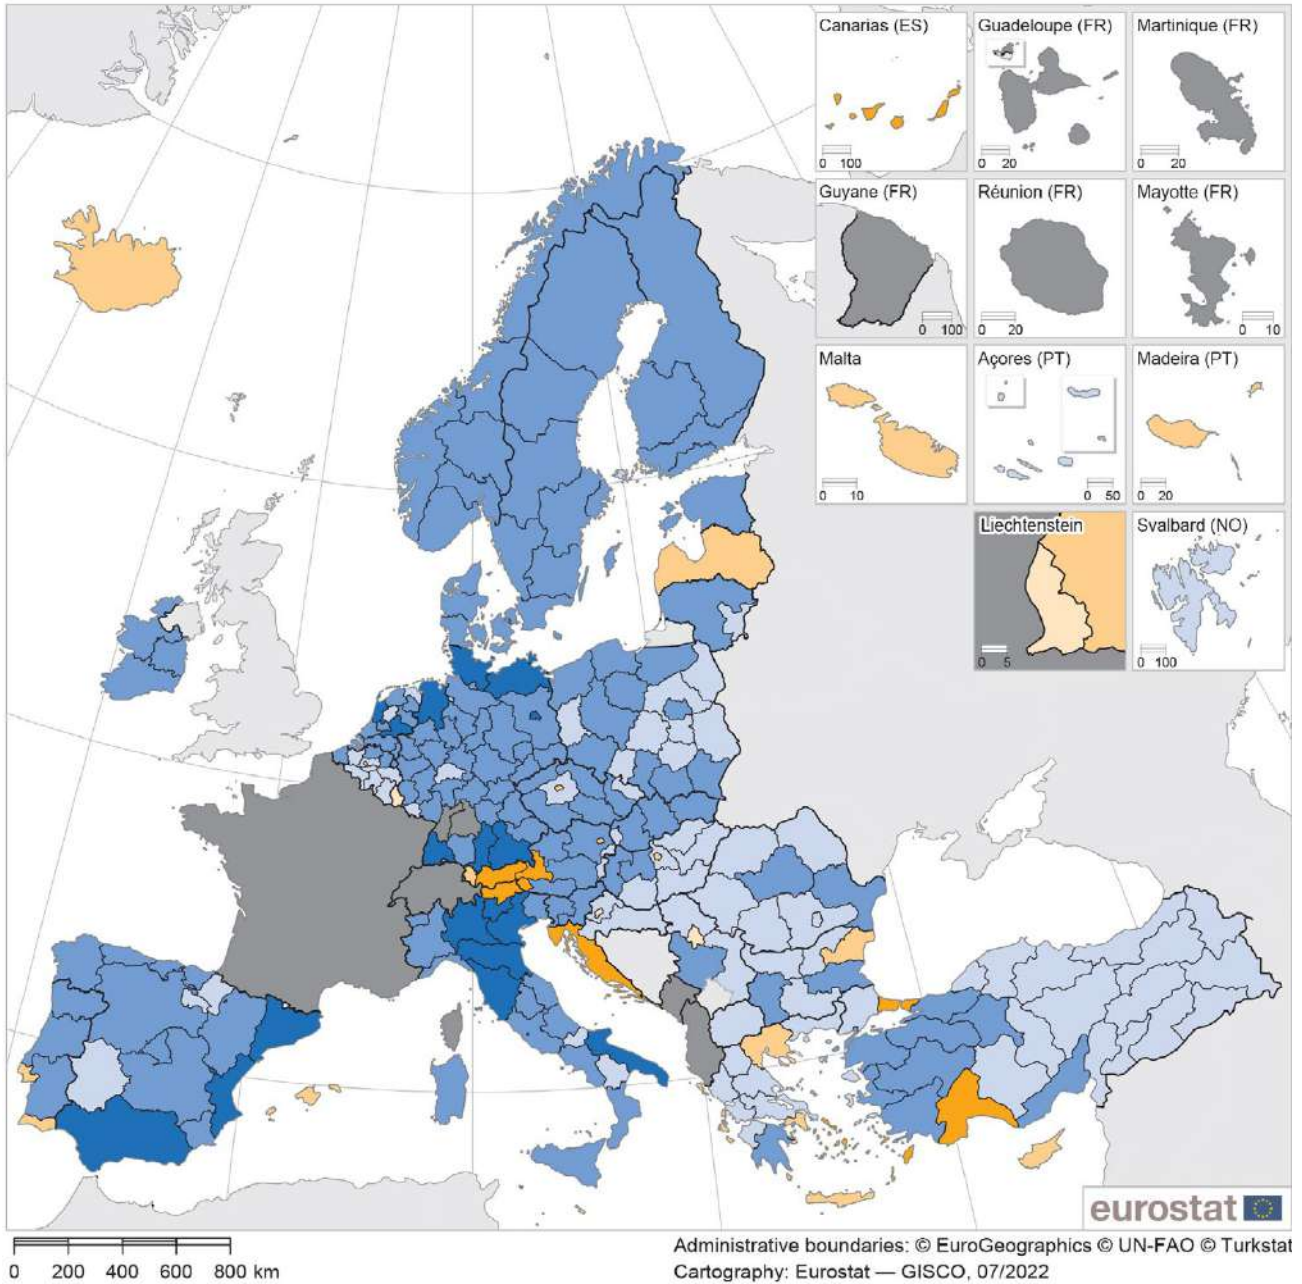 Canarias (ES)
0 100
Guadeloupe (FR)
0 20
Martinique (FR)
0 20
Guyane (FR)
0 100
Réunion (FR)
0 20
Mayotte (FR)
0 10
Malta
0 10
Açores (PT)
0 50
Madeira (PT)
0 20
Liechtenstein
0 5
Svalbard (NO)
0 100
eurostat
0 200 400 600 800 km
Administrative boundaries: © EuroGeographics © UN-FAO © Turkstat
Cartography: Eurostat — GISCO, 07/2022